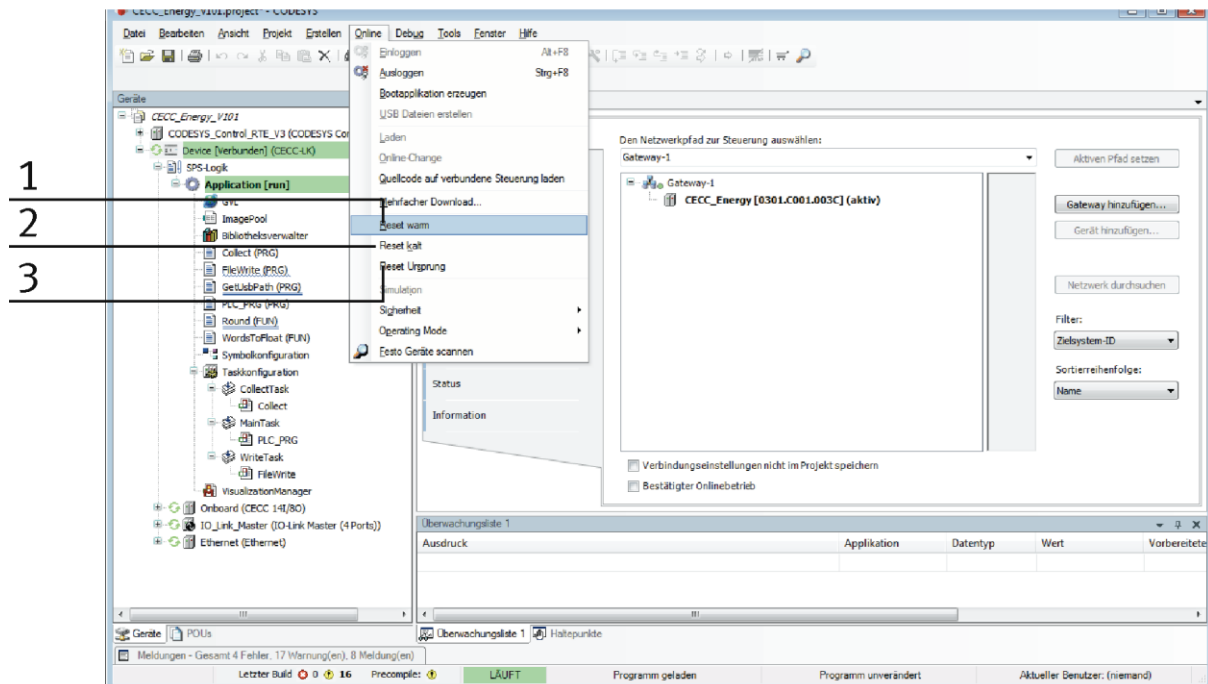 CECC_Energy_V101.project* - CODESYS
Datei Bearbeiten Ansicht Projekt Erstellen Online Debug Tools Fenster Hilfe
Einloggen Alt+F8
Ausloggen Strg+F8
Bootapplikation erzeugen
USB Dateien erstellen
Laden
Online-Change
Quellcode auf verbundene Steuerung laden
Mehrfacher Download...
Reset warm
Reset kalt
Reset Ursprung
Simulation
Sicherheit
Operating Mode
Festo Geräte scannen
1
2
3
Geräte
CECC_Energy_V101
CODESYS_Control_RTE_V3 (CODESYS Cor
Device [verbunden] (CECC-LK)
SPS-Logik
Application [run]
GVL
ImagePool
Bibliotheksverwalter
Collect (PRG)
FileWrite (PRG)
GetUsbPath (PRG)
PLC_PRG (PRG)
Round (FUN)
WordsToFloat (FUN)
Symbolkonfiguration
Taskkonfiguration
CollectTask
Collect
MainTask
PLC_PRG
WriteTask
FileWrite
VisualizationManager
Onboard (CECC 14I/8O)
IO_Link_Master (IO-Link Master (4 Ports))
Ethernet (Ethernet)
Geräte POUs
Status
Information
Den Netzwerkpfad zur Steuerung auswählen:
Gateway-1
Gateway-1
CECC_Energy [0301.C001.003C] (aktiv)
Aktiven Pfad setzen
Gateway hinzufügen...
Gerät hinzufügen...
Netzwerk durchsuchen
Filter:
Zielsystem-ID
Sortierreihenfolge:
Name
Verbindungseinstellungen nicht im Projekt speichern
Bestätigter Onlinebetrieb
Überwachungsliste 1
Ausdruck Applikation Datentyp Wert Vorbereitete
Überwachungsliste 1 Haltepunkte
Meldungen - Gesamt 4 Fehler, 17 Warnung(en), 8 Meldung(en)
Letzter Build 0 16 Precompile: LÄUFT Programm geladen Programm unverändert Aktueller Benutzer: (niemand)